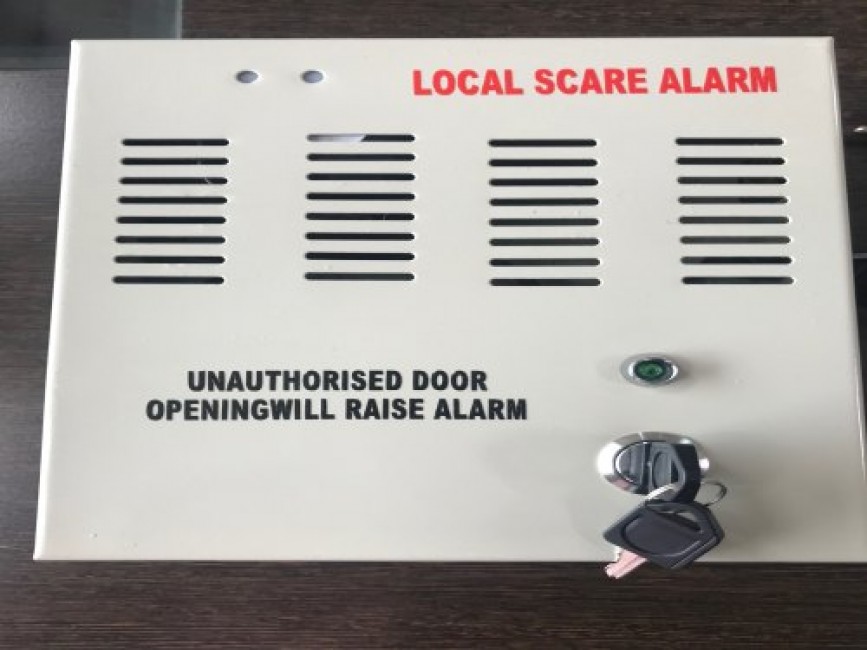 LOCAL SCARE ALARM
UNAUTHORISED DOOR
OPENINGWILL RAISE ALARM